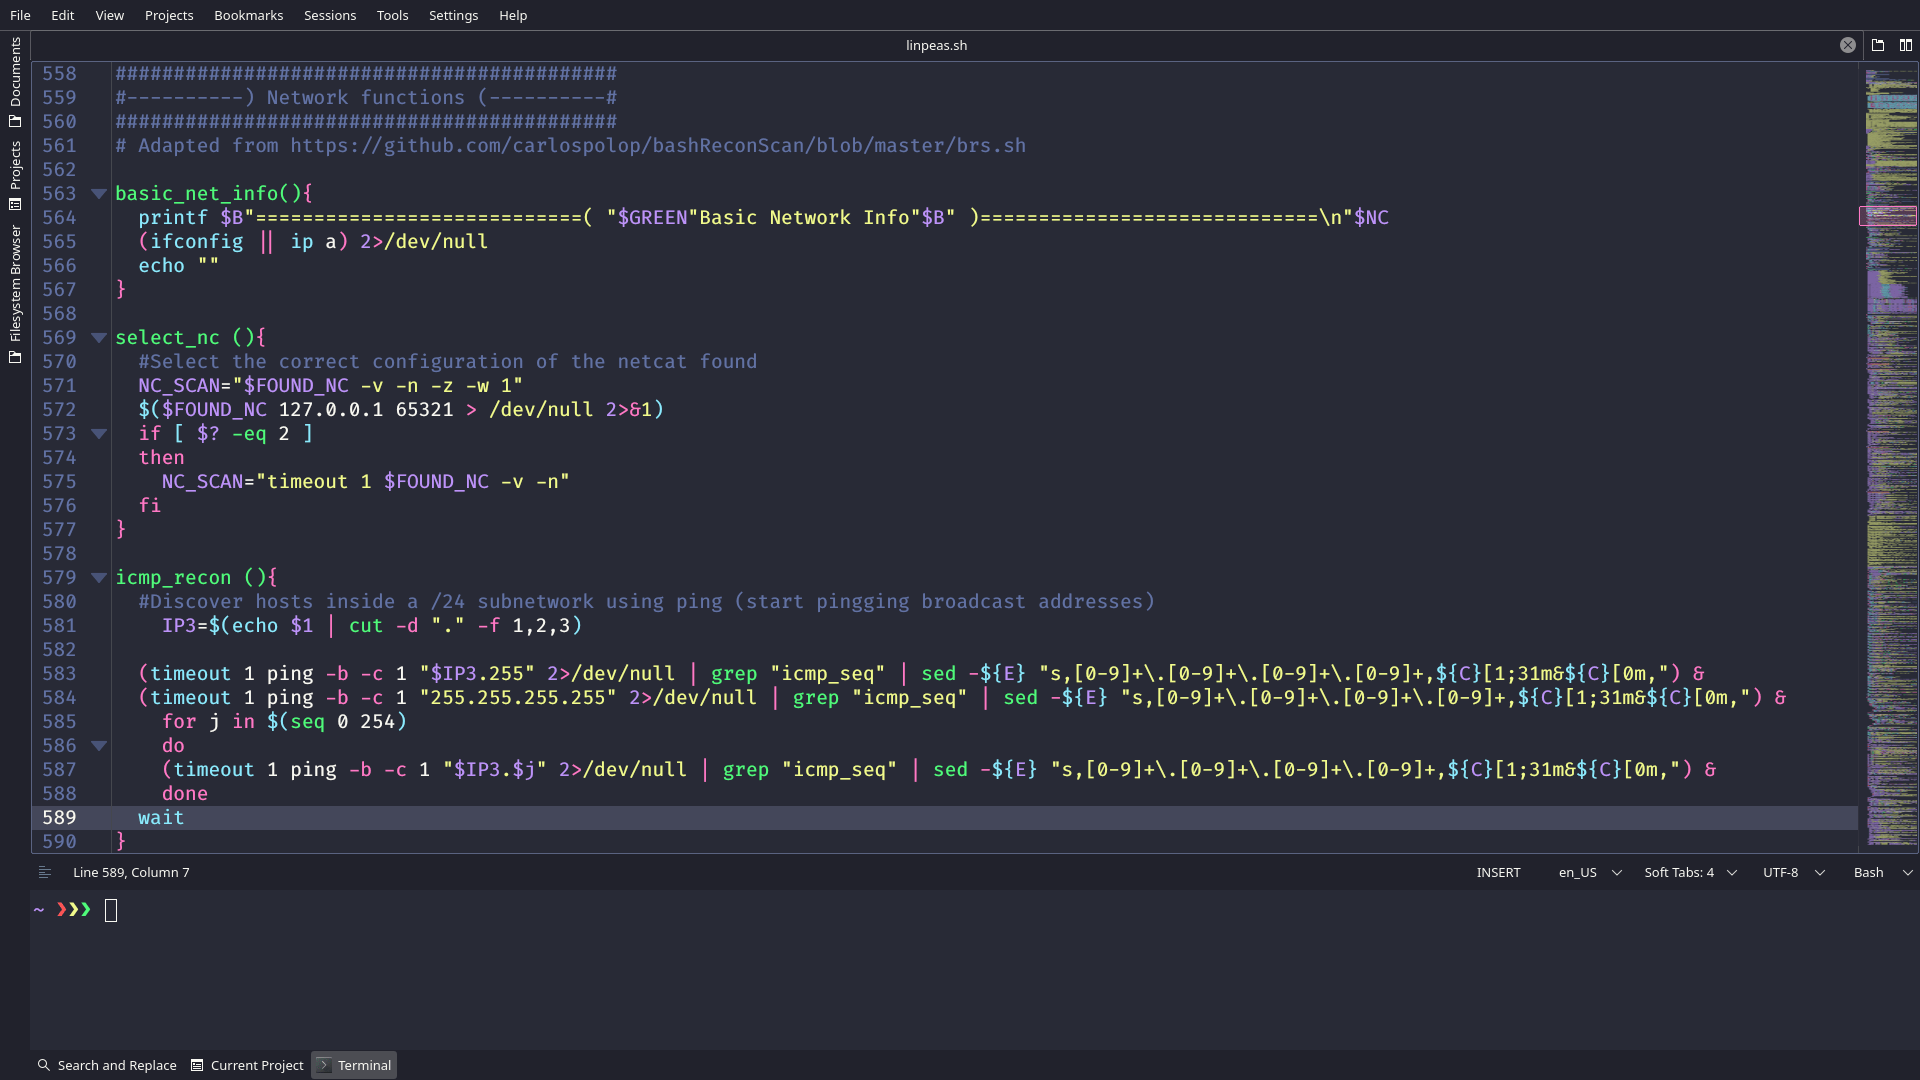 File Edit View Projects Bookmarks Sessions Tools Settings Help
linpeas.sh
Documents
Projects
Filesystem Browser
558 ###########################################
559 #----------) Network functions (----------#
560 ###########################################
561 # Adapted from https://github.com/carlospolop/bashReconScan/blob/master/brs.sh
562
563 basic_net_info(){
564   printf $B"============================( "$GREEN"Basic Network Info"$B" )=============================\n"$NC
565   (ifconfig || ip a) 2>/dev/null
566   echo ""
567 }
568
569 select_nc (){
570   #Select the correct configuration of the netcat found
571   NC_SCAN="$FOUND_NC -v -n -z -w 1"
572   $($FOUND_NC 127.0.0.1 65321 > /dev/null 2>&1)
573   if [ $? -eq 2 ]
574   then
575     NC_SCAN="timeout 1 $FOUND_NC -v -n"
576   fi
577 }
578
579 icmp_recon (){
580   #Discover hosts inside a /24 subnetwork using ping (start pingging broadcast addresses)
581     IP3=$(echo $1 | cut -d "." -f 1,2,3)
582
583   (timeout 1 ping -b -c 1 "$IP3.255" 2>/dev/null | grep "icmp_seq" | sed -${E} "s,[0-9]+\.[0-9]+\.[0-9]+\.[0-9]+,${C}[1;31m&${C}[0m,") &
584   (timeout 1 ping -b -c 1 "255.255.255.255" 2>/dev/null | grep "icmp_seq" | sed -${E} "s,[0-9]+\.[0-9]+\.[0-9]+\.[0-9]+,${C}[1;31m&${C}[0m,") &
585     for j in $(seq 0 254)
586     do
587     (timeout 1 ping -b -c 1 "$IP3.$j" 2>/dev/null | grep "icmp_seq" | sed -${E} "s,[0-9]+\.[0-9]+\.[0-9]+\.[0-9]+,${C}[1;31m&${C}[0m,") &
588     done
589   wait
590 }
Line 589, Column 7 INSERT en_US Soft Tabs: 4 UTF-8 Bash
~ ❯❯❯
Search and Replace Current Project Terminal